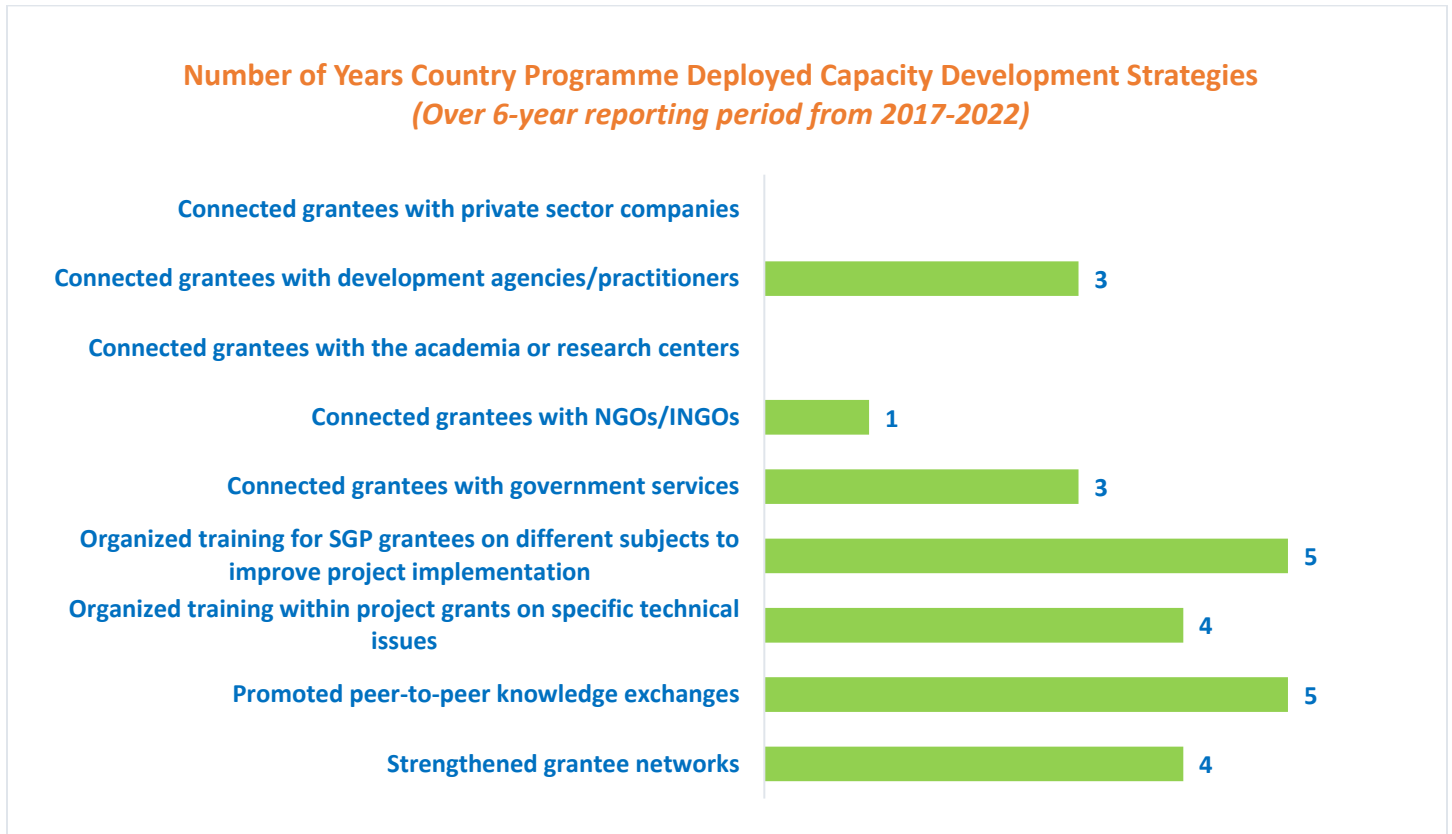 Number of Years Country Programme Deployed Capacity Development Strategies
(Over 6-year reporting period from 2017-2022)
Connected grantees with private sector companies
Connected grantees with development agencies/practitioners
3
Connected grantees with the academia or research centers
Connected grantees with NGOs/INGOs
1
Connected grantees with government services
3
Organized training for SGP grantees on different subjects to
improve project implementation
5
Organized training within project grants on specific technical
issues
4
Promoted peer-to-peer knowledge exchanges
5
Strengthened grantee networks
4